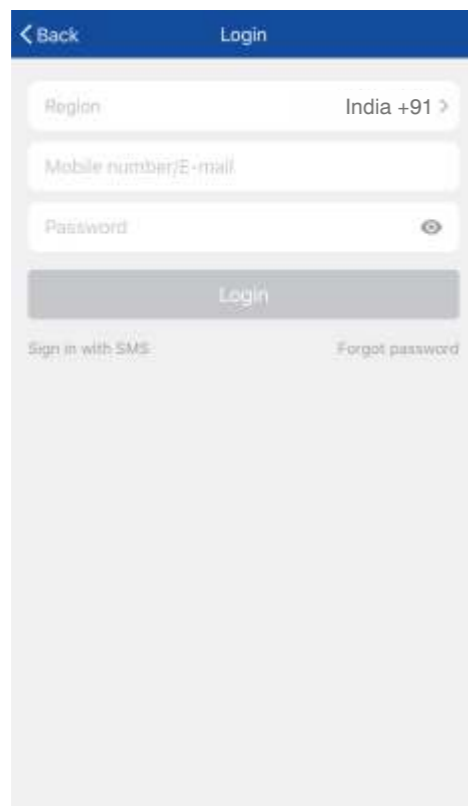 Back Login
Region India +91
Mobile number/E-mail
Password
Login
Sign in with SMS Forgot password